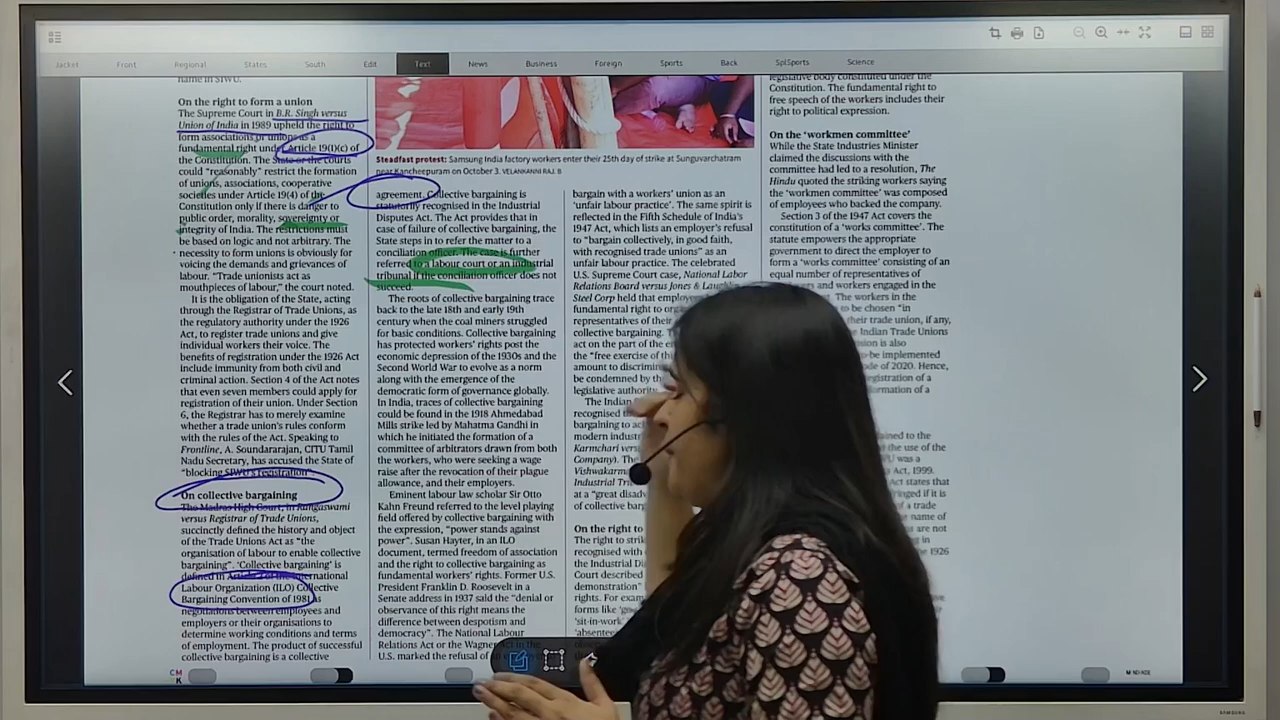 Jacket Front Regional States South Edit Text News Business Foreign Sports Back SplSports Science
name in SIWU.
On the right to form a union
The Supreme Court in B.R. Singh versus
Union of India in 1989 upheld the right to
form associations or unions as a
fundamental right under Article 19(1)(c) of
the Constitution. The State or the courts
could “reasonably” restrict the formation
of unions, associations, cooperative
societies under Article 19(4) of the
Constitution only if there is danger to
public order, morality, sovereignty or
integrity of India. The restrictions must
be based on logic and not arbitrary. The
necessity to form unions is obviously for
voicing the demands and grievances of
labour. “Trade unionists act as
mouthpieces of labour,” the court noted.
It is the obligation of the State, acting
through the Registrar of Trade Unions, as
the regulatory authority under the 1926
Act, to register trade unions and give
individual workers their voice. The
benefits of registration under the 1926 Act
include immunity from both civil and
criminal action. Section 4 of the Act notes
that even seven members could apply for
registration of their union. Under Section
6, the Registrar has to merely examine
whether a trade union’s rules conform
with the rules of the Act. Speaking to
Frontline, A. Soundararajan, CITU Tamil
Nadu Secretary, has accused the State of
“blocking SIWU’s registration”.
On collective bargaining
The Madras High Court, in Rangaswami
versus Registrar of Trade Unions,
succinctly defined the history and object
of the Trade Unions Act as “the
organisation of labour to enable collective
bargaining”. ‘Collective bargaining’ is
defined in Article 2 of the International
Labour Organization (ILO) Collective
Bargaining Convention of 1981 as
negotiations between employees and
employers or their organisations to
determine working conditions and terms
of employment. The product of successful
collective bargaining is a collective
Steadfast protest: Samsung India factory workers enter their 25th day of strike at Sunguvarchatram
near Kancheepuram on October 3. VELANKANNI RAJ. B
agreement. Collective bargaining is
statutorily recognised in the Industrial
Disputes Act. The Act provides that in
case of failure of collective bargaining, the
State steps in to refer the matter to a
conciliation officer. The case is further
referred to a labour court or an industrial
tribunal if the conciliation officer does not
succeed.
The roots of collective bargaining trace
back to the late 18th and early 19th
century when the coal miners struggled
for basic conditions. Collective bargaining
has protected workers’ rights post the
economic depression of the 1930s and the
Second World War to evolve as a norm
along with the emergence of the
democratic form of governance globally.
In India, traces of collective bargaining
could be found in the 1918 Ahmedabad
Mills strike led by Mahatma Gandhi in
which he initiated the formation of a
committee of arbitrators drawn from both
the workers, who were seeking a wage
raise after the revocation of their plague
allowance, and their employers.
Eminent labour law scholar Sir Otto
Kahn Freund referred to the level playing
field offered by collective bargaining with
the expression, “power stands against
power”. Susan Hayter, in an ILO
document, termed freedom of association
and the right to collective bargaining as
fundamental workers’ rights. Former U.S.
President Franklin D. Roosevelt in a
Senate address in 1937 said the “denial or
observance of this right means the
difference between despotism and
democracy”. The National Labour
Relations Act or the Wagner Act in the
U.S. marked the refusal of
bargain with a workers’ union as an
‘unfair labour practice’. The same spirit is
reflected in the Fifth Schedule of India’s
1947 Act, which lists an employer’s refusal
to “bargain collectively, in good faith,
with recognised trade unions” as an
unfair labour practice. The celebrated
U.S. Supreme Court case, National Labor
Relations Board versus Jones & Laughlin
Steel Corp held that
fundamental right to
representatives of their
collective bargaining.
act on the part of the
the “free exercise of
amount to
be condemned by
legislative
The Indian
recognised
bargaining to
modern
Karmchari
Company). The
Vishwakarma
Industrial
at a “great
of collective
On the right to
The right to
recognised with
the Industrial
Court described
demonstration”
rights. For
forms like
‘sit-in-work’
legislative body constituted under the
Constitution. The fundamental right to
free speech of the workers includes their
right to political expression.
On the ‘workmen committee’
While the State Industries Minister
claimed the discussions with the
committee had led to a resolution, The
Hindu quoted the striking workers saying
the ‘workmen committee’ was composed
of employees who backed the company.
Section 3 of the 1947 Act covers the
constitution of a ‘works committee’. The
statute empowers the appropriate
government to direct the employer to
form a ‘works committee’ consisting of an
equal number of representatives of
and workers engaged in the
The workers in the
to be chosen “in
their trade union, if any,
Indian Trade Unions
is also
be implemented
of 2020. Hence,
registration of a
formation of a
to the
the use of the
was a
Act, 1999.
Act states that
if it is
of a trade
name of
are not
in
1926
CM
K
SAMSUNG